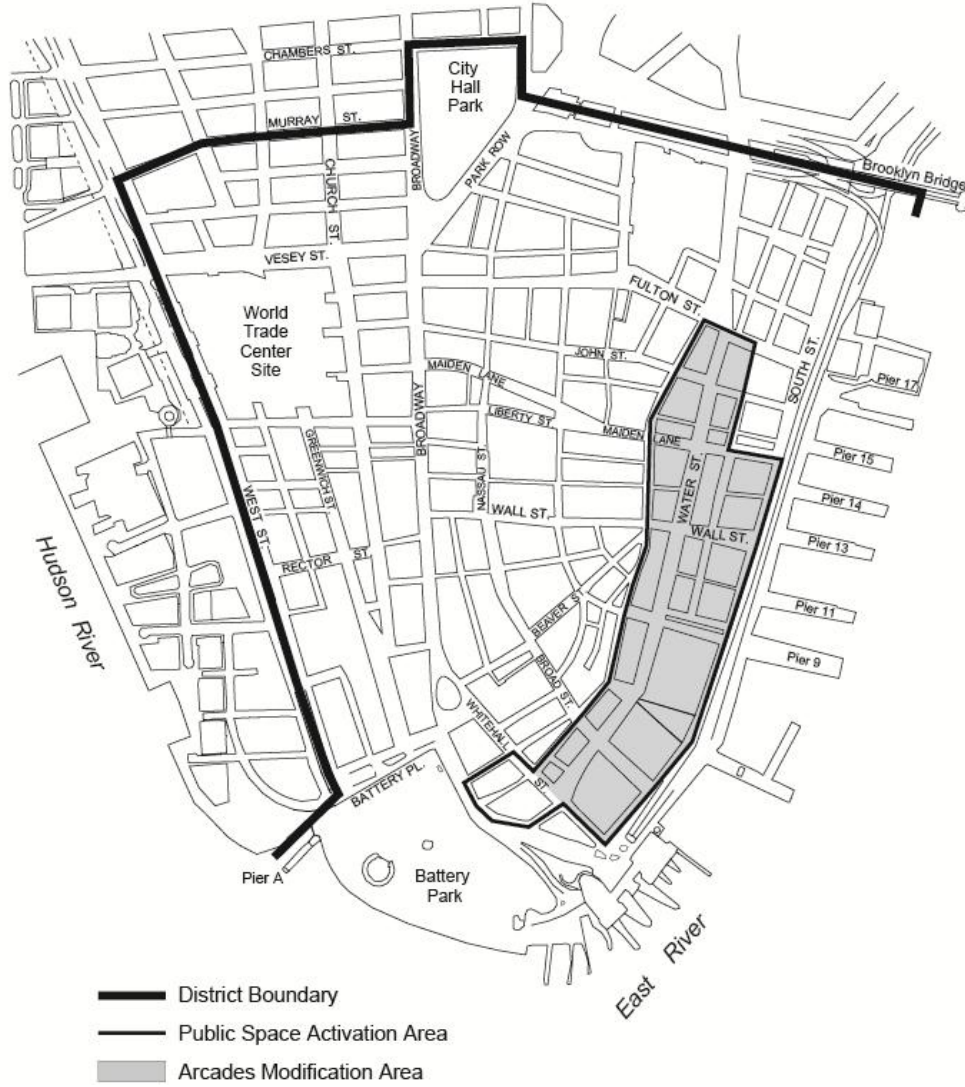 CHAMBERS ST.
City
Hall
Park
MURRAY ST.
BROADWAY
PARK ROW
CHURCH ST.
Brooklyn Bridge
VESEY ST.
FULTON ST.
World
Trade
Center
Site
JOHN ST.
SOUTH ST.
MAIDEN LANE
Pier 17
BROADWAY
LIBERTY ST.
MAIDEN LANE
GREENWICH ST
NASSAU ST.
WATER ST.
Pier 15
WEST ST.
WALL ST.
WALL ST.
Pier 14
Pier 13
Hudson River
RECTOR ST.
BEAVER S
Pier 11
BROAD ST.
Pier 9
WHITEHALL ST.
BATTERY PL.
Pier A
Battery
Park
East River
District Boundary
Public Space Activation Area
Arcades Modification Area